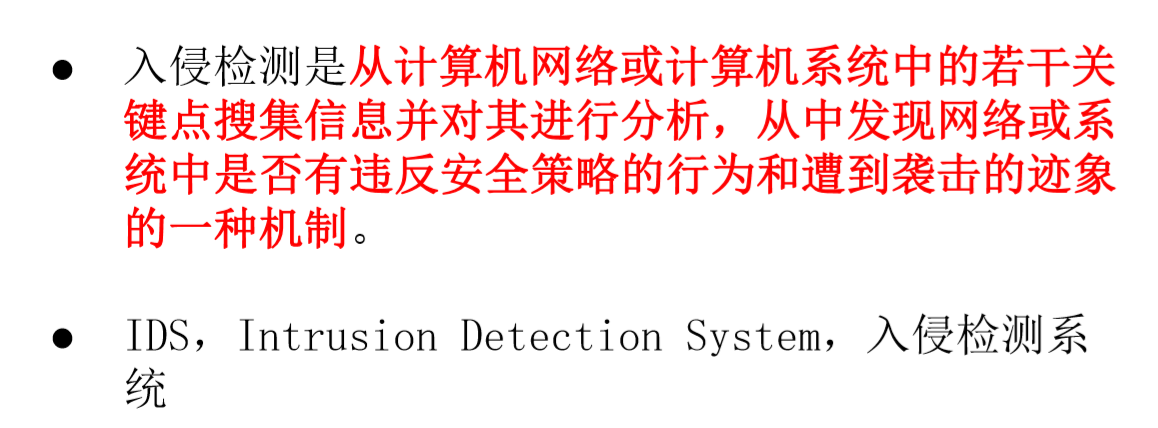 ● 入侵检测是从计算机网络或计算机系统中的若干关
键点搜集信息并对其进行分析，从中发现网络或系
统中是否有违反安全策略的行为和遭到袭击的迹象
的一种机制。
● IDS，Intrusion Detection System，入侵检测系
统